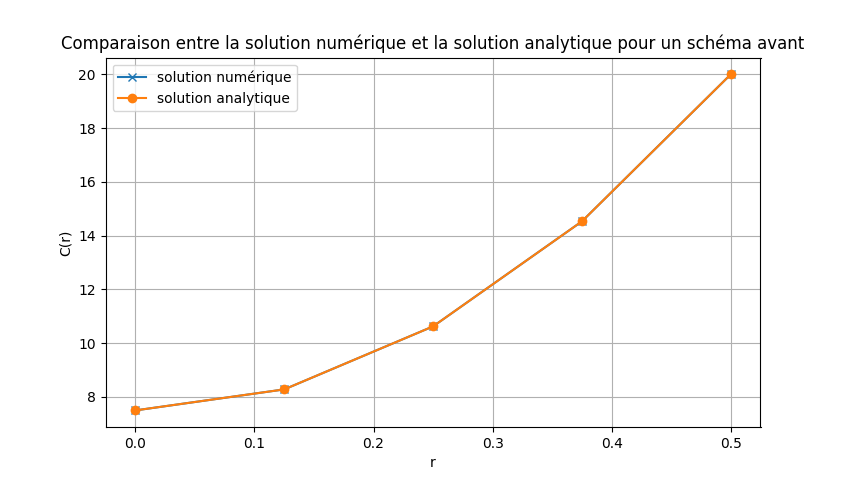 Comparaison entre la solution numérique et la solution analytique pour un schéma avant
solution numérique
solution analytique
20
18
16
14
12
10
8
C(r)
0.0
0.1
0.2
0.3
0.4
0.5
r